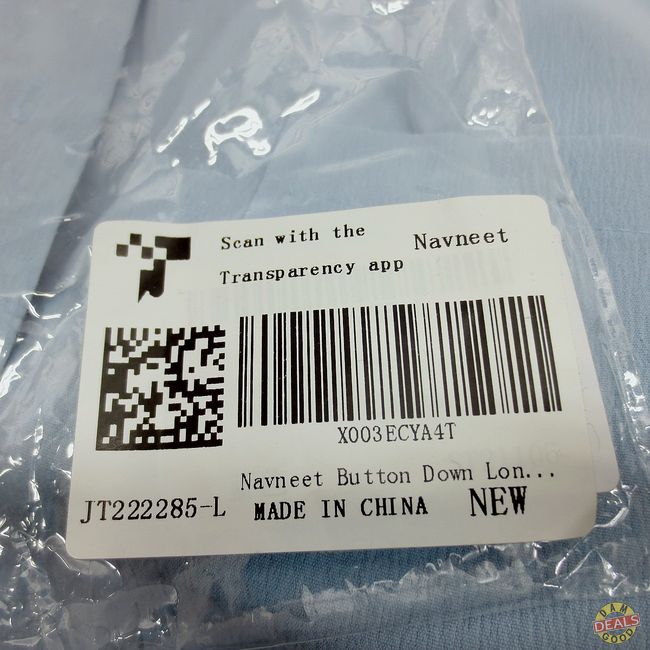 Scan with the
Navneet
Transparency app
X003ECYA4T
Navneet Button Down Lon...
JT222285-L
MADE IN CHINA
NEW
DAM
DEALS
GOOD